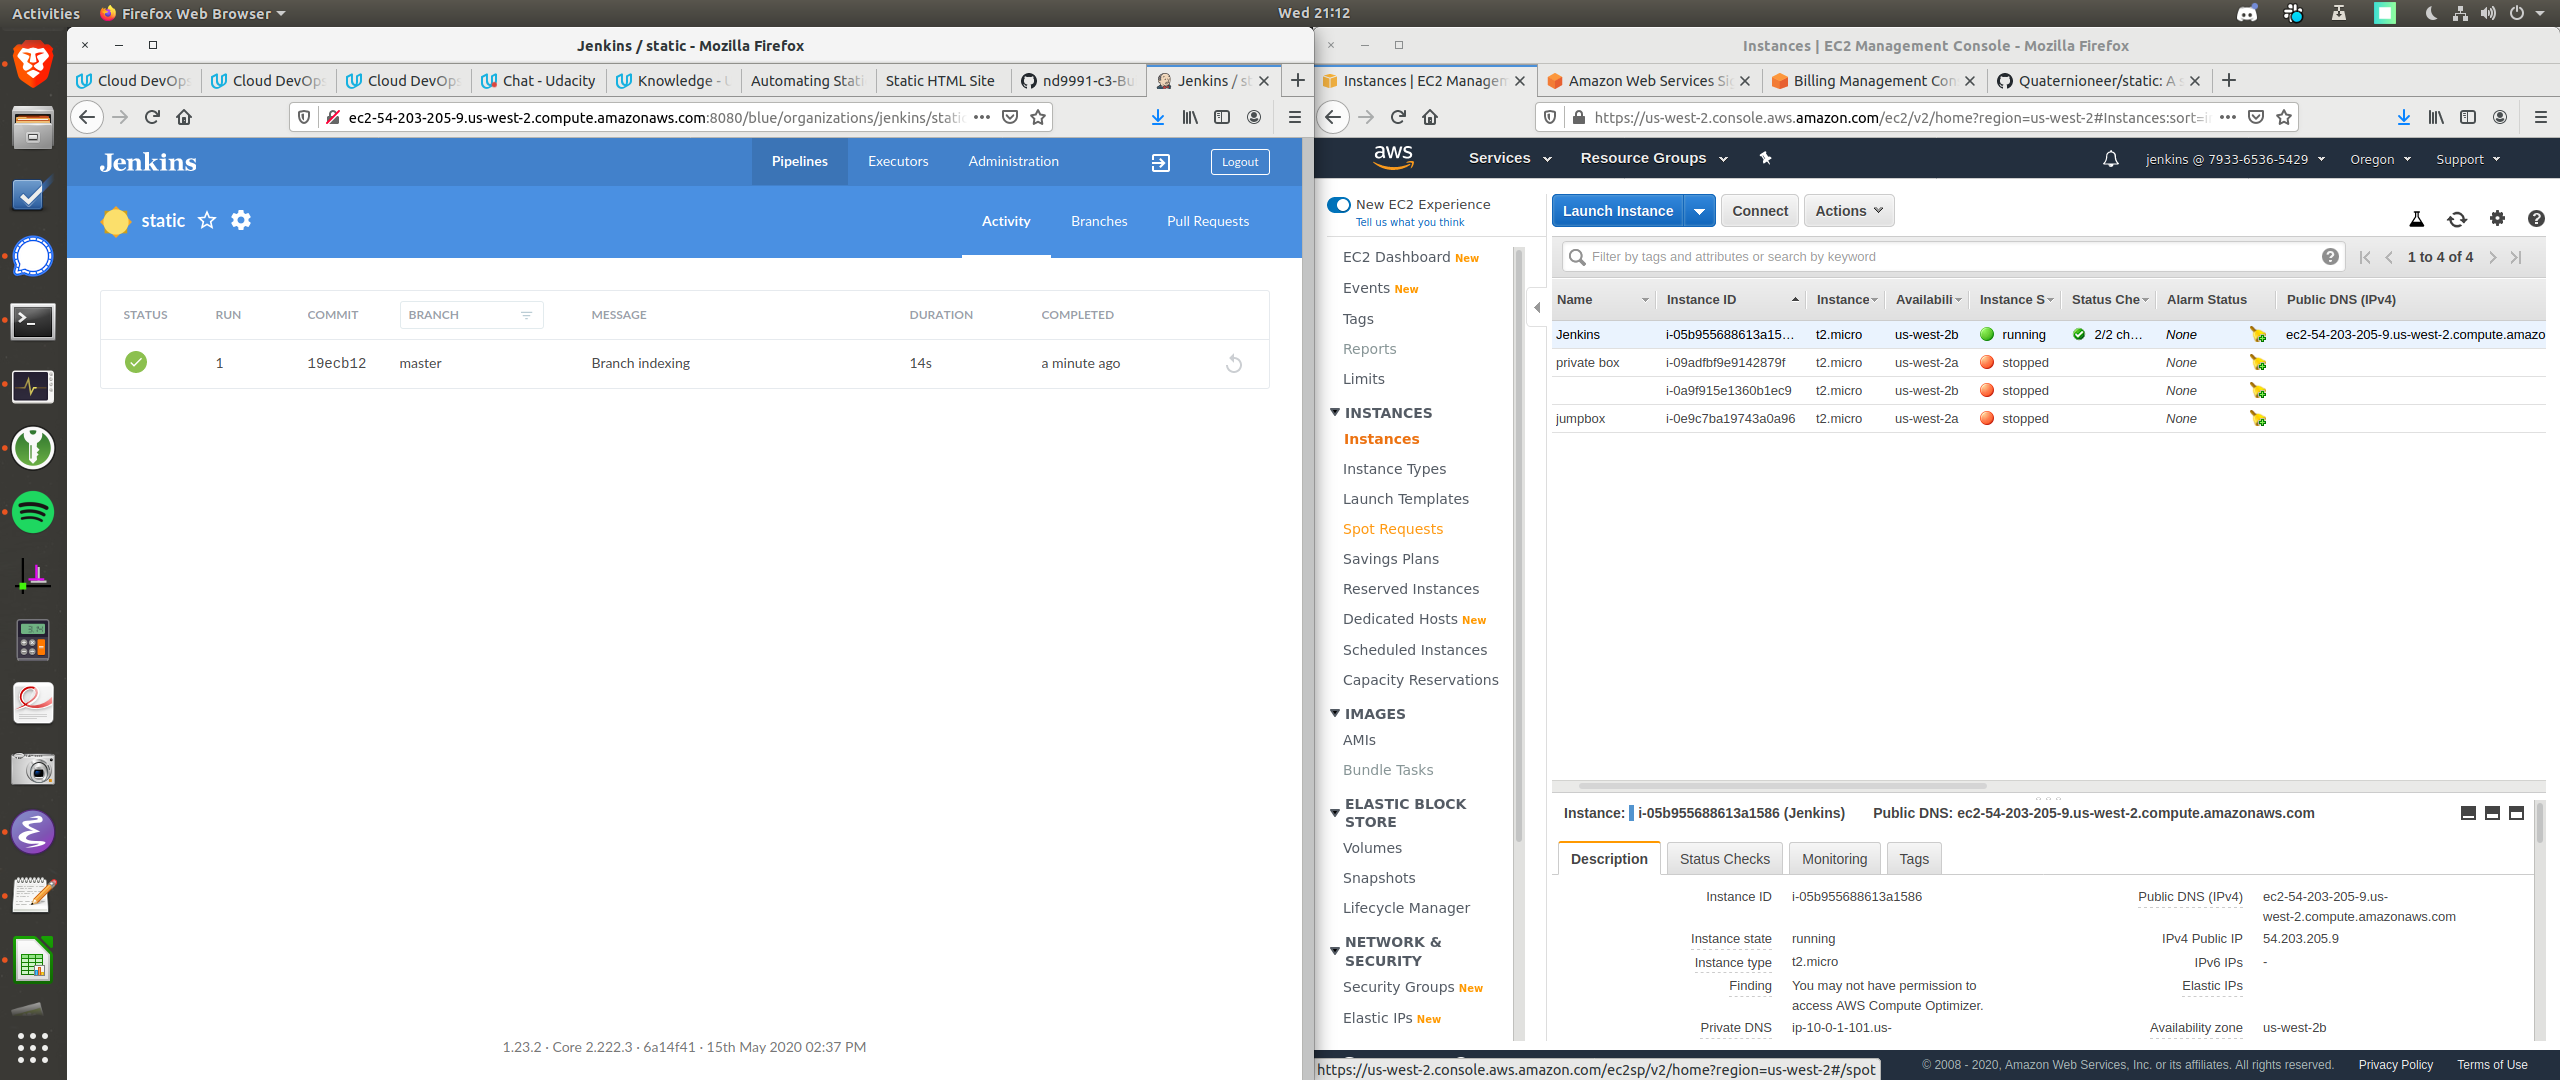 Activities
Firefox Web Browser
Wed 21:12
Jenkins / static - Mozilla Firefox
Cloud DevOps
Cloud DevOps
Cloud DevOps
Chat - Udacity
Knowledge - U
Automating Stati
Static HTML Site
nd9991-c3-Bu
Jenkins / st
ec2-54-203-205-9.us-west-2.compute.amazonaws.com:8080/blue/organizations/jenkins/static
Jenkins
Pipelines
Executors
Administration
Logout
static
Activity
Branches
Pull Requests
STATUS
RUN
COMMIT
BRANCH
MESSAGE
DURATION
COMPLETED
1
19ecb12
master
Branch indexing
14s
a minute ago
1.23.2 · Core 2.222.3 · 6a14f41 · 15th May 2020 02:37 PM
Instances | EC2 Management Console - Mozilla Firefox
Instances | EC2 Managem
Amazon Web Services Si
Billing Management Con
Quaternioneer/static: A s
https://us-west-2.console.aws.amazon.com/ec2/v2/home?region=us-west-2#Instances:sort=i
aws
Services
Resource Groups
jenkins @ 7933-6536-5429
Oregon
Support
New EC2 Experience
Tell us what you think
EC2 Dashboard New
Events New
Tags
Reports
Limits
INSTANCES
Instances
Instance Types
Launch Templates
Spot Requests
Savings Plans
Reserved Instances
Dedicated Hosts New
Scheduled Instances
Capacity Reservations
IMAGES
AMIs
Bundle Tasks
ELASTIC BLOCK
STORE
Volumes
Snapshots
Lifecycle Manager
NETWORK &
SECURITY
Security Groups New
Elastic IPs New
Launch Instance
Connect
Actions
Filter by tags and attributes or search by keyword
1 to 4 of 4
Name
Instance ID
Instance
Availabili
Instance S
Status Che
Alarm Status
Public DNS (IPv4)
Jenkins i-05b955688613a15... t2.micro us-west-2b running 2/2 ch... None ec2-54-203-205-9.us-west-2.compute.amazo
private box i-09adfbf9e9142879f t2.micro us-west-2a stopped None
i-0a9f915e1360b1ec9 t2.micro us-west-2b stopped None
jumpbox i-0e9c7ba19743a0a96 t2.micro us-west-2a stopped None
Instance: i-05b955688613a1586 (Jenkins) Public DNS: ec2-54-203-205-9.us-west-2.compute.amazonaws.com
Description
Status Checks
Monitoring
Tags
Instance ID i-05b955688613a1586
Instance state running
Instance type t2.micro
Finding You may not have permission to
access AWS Compute Optimizer.
Private DNS ip-10-0-1-101.us-
Public DNS (IPv4) ec2-54-203-205-9.us-
west-2.compute.amazonaws.com
IPv4 Public IP 54.203.205.9
IPv6 IPs -
Elastic IPs
Availability zone us-west-2b
https://us-west-2.console.aws.amazon.com/ec2sp/v2/home?region=us-west-2#/spot
© 2008 - 2020, Amazon Web Services, Inc. or its affiliates. All rights reserved.
Privacy Policy
Terms of Use